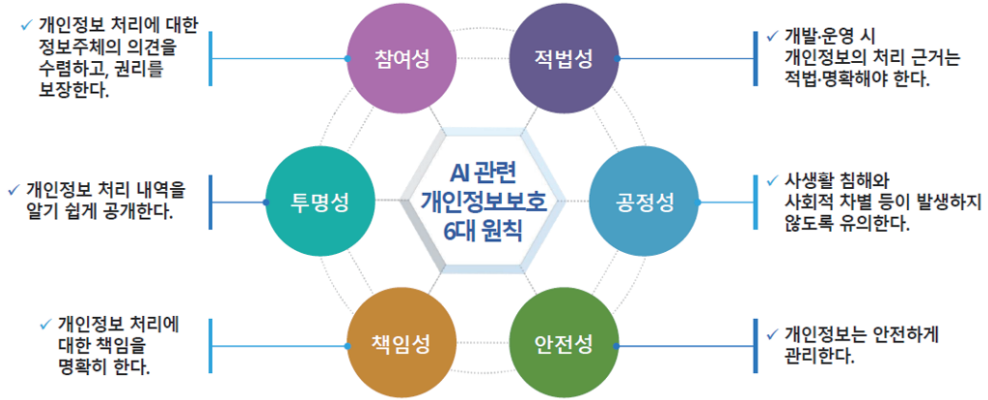 ✓ 개인정보 처리에 대한
정보주체의 의견을
수렴하고, 권리를
보장한다.
참여성
적법성
✓ 개발·운영 시
개인정보의 처리 근거는
적법·명확해야 한다.
✓ 개인정보 처리 내역을
알기 쉽게 공개한다.
투명성
AI 관련
개인정보보호
6대 원칙
공정성
✓ 사생활 침해와
사회적 차별 등이 발생하지
않도록 유의한다.
✓ 개인정보 처리에
대한 책임을
명확히 한다.
책임성
안전성
✓ 개인정보는 안전하게
관리한다.